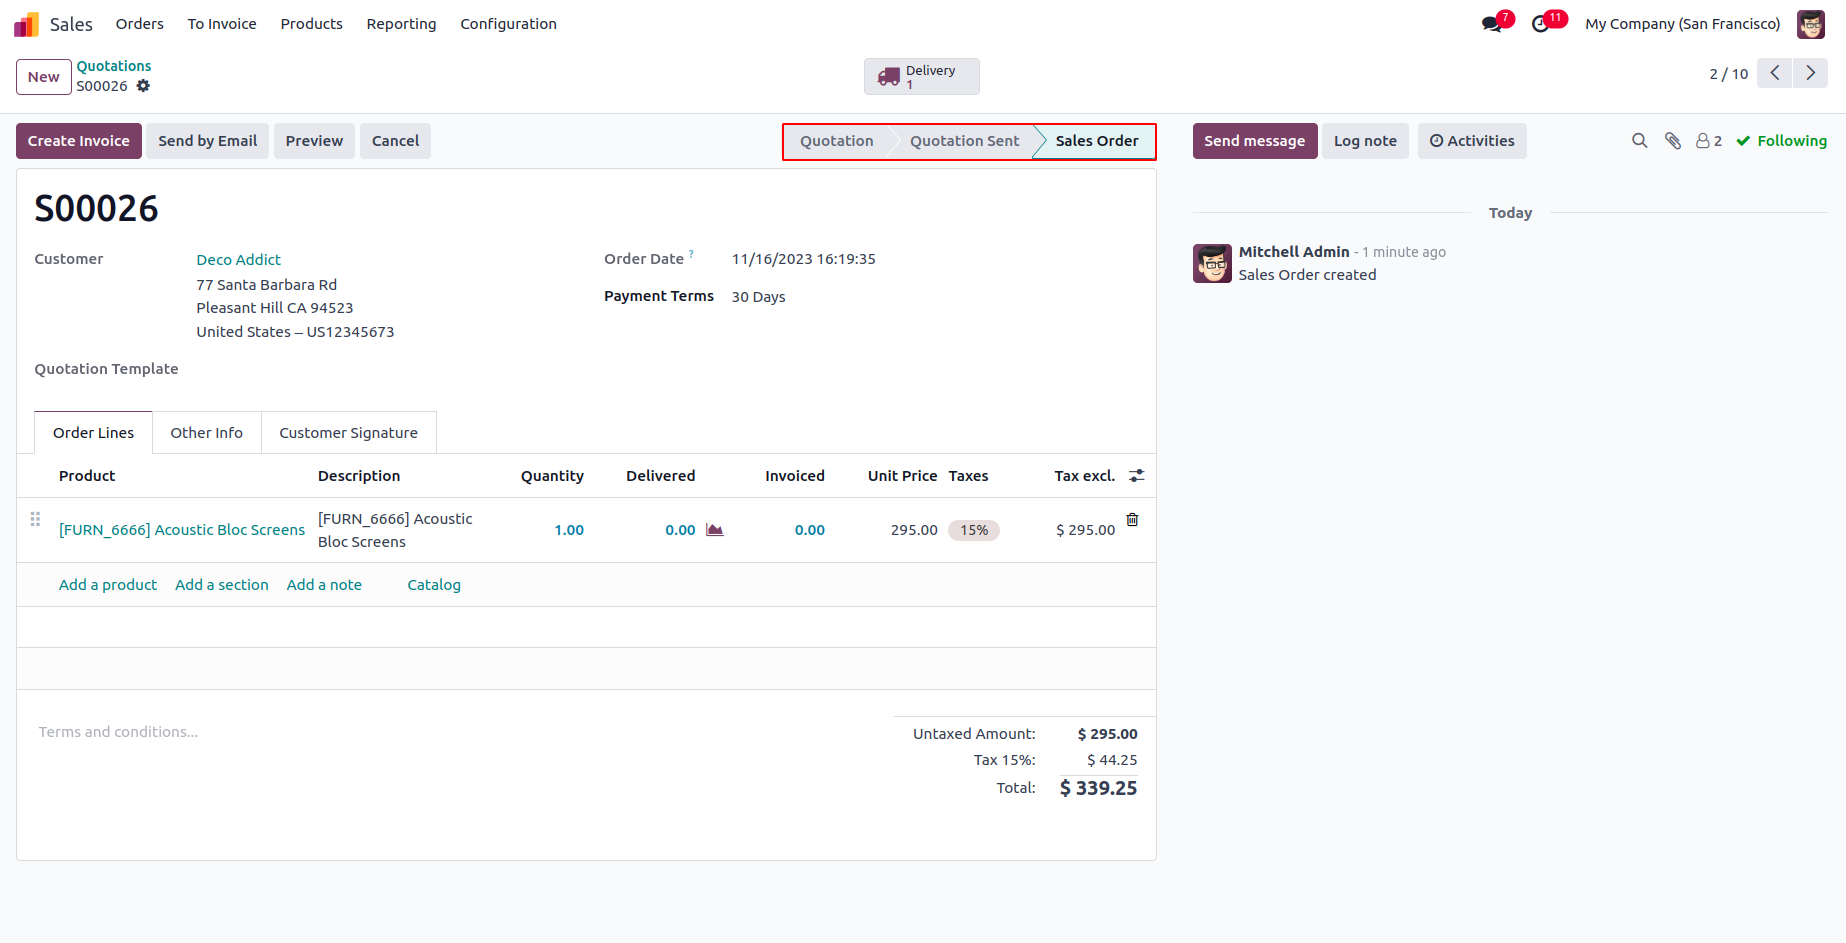 Sales Orders To Invoice Products Reporting Configuration 7 11 My Company (San Francisco)
New Quotations
S00026
Delivery
1
2 / 10
Create Invoice Send by Email Preview Cancel Quotation Quotation Sent Sales Order
Send message Log note Activities 2 Following
S00026
Customer Deco Addict
77 Santa Barbara Rd
Pleasant Hill CA 94523
United States – US12345673
Order Date ? 11/16/2023 16:19:35
Payment Terms 30 Days
Quotation Template
Order Lines Other Info Customer Signature
Product Description Quantity Delivered Invoiced Unit Price Taxes Tax excl.
[FURN_6666] Acoustic Bloc Screens [FURN_6666] Acoustic
Bloc Screens 1.00 0.00 0.00 295.00 15% $ 295.00
Add a product Add a section Add a note Catalog
Terms and conditions...
Untaxed Amount: $ 295.00
Tax 15%: $ 44.25
Total: $ 339.25
Today
Mitchell Admin - 1 minute ago
Sales Order created